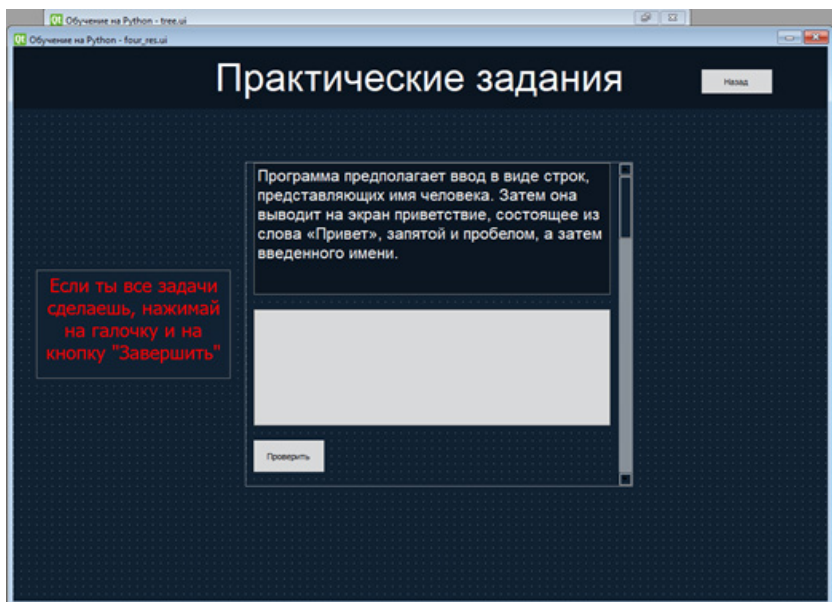 Обучение на Python - tree.ui
Обучение на Python - four_res.ui
Практические задания
Назад
Программа предполагает ввод в виде строк,
представляющих имя человека. Затем она
выводит на экран приветствие, состоящее из
слова «Привет», запятой и пробелом, а затем
введенного имени.
Если ты все задачи
сделаешь, нажимай
на галочку и на
кнопку "Завершить"
Проверить